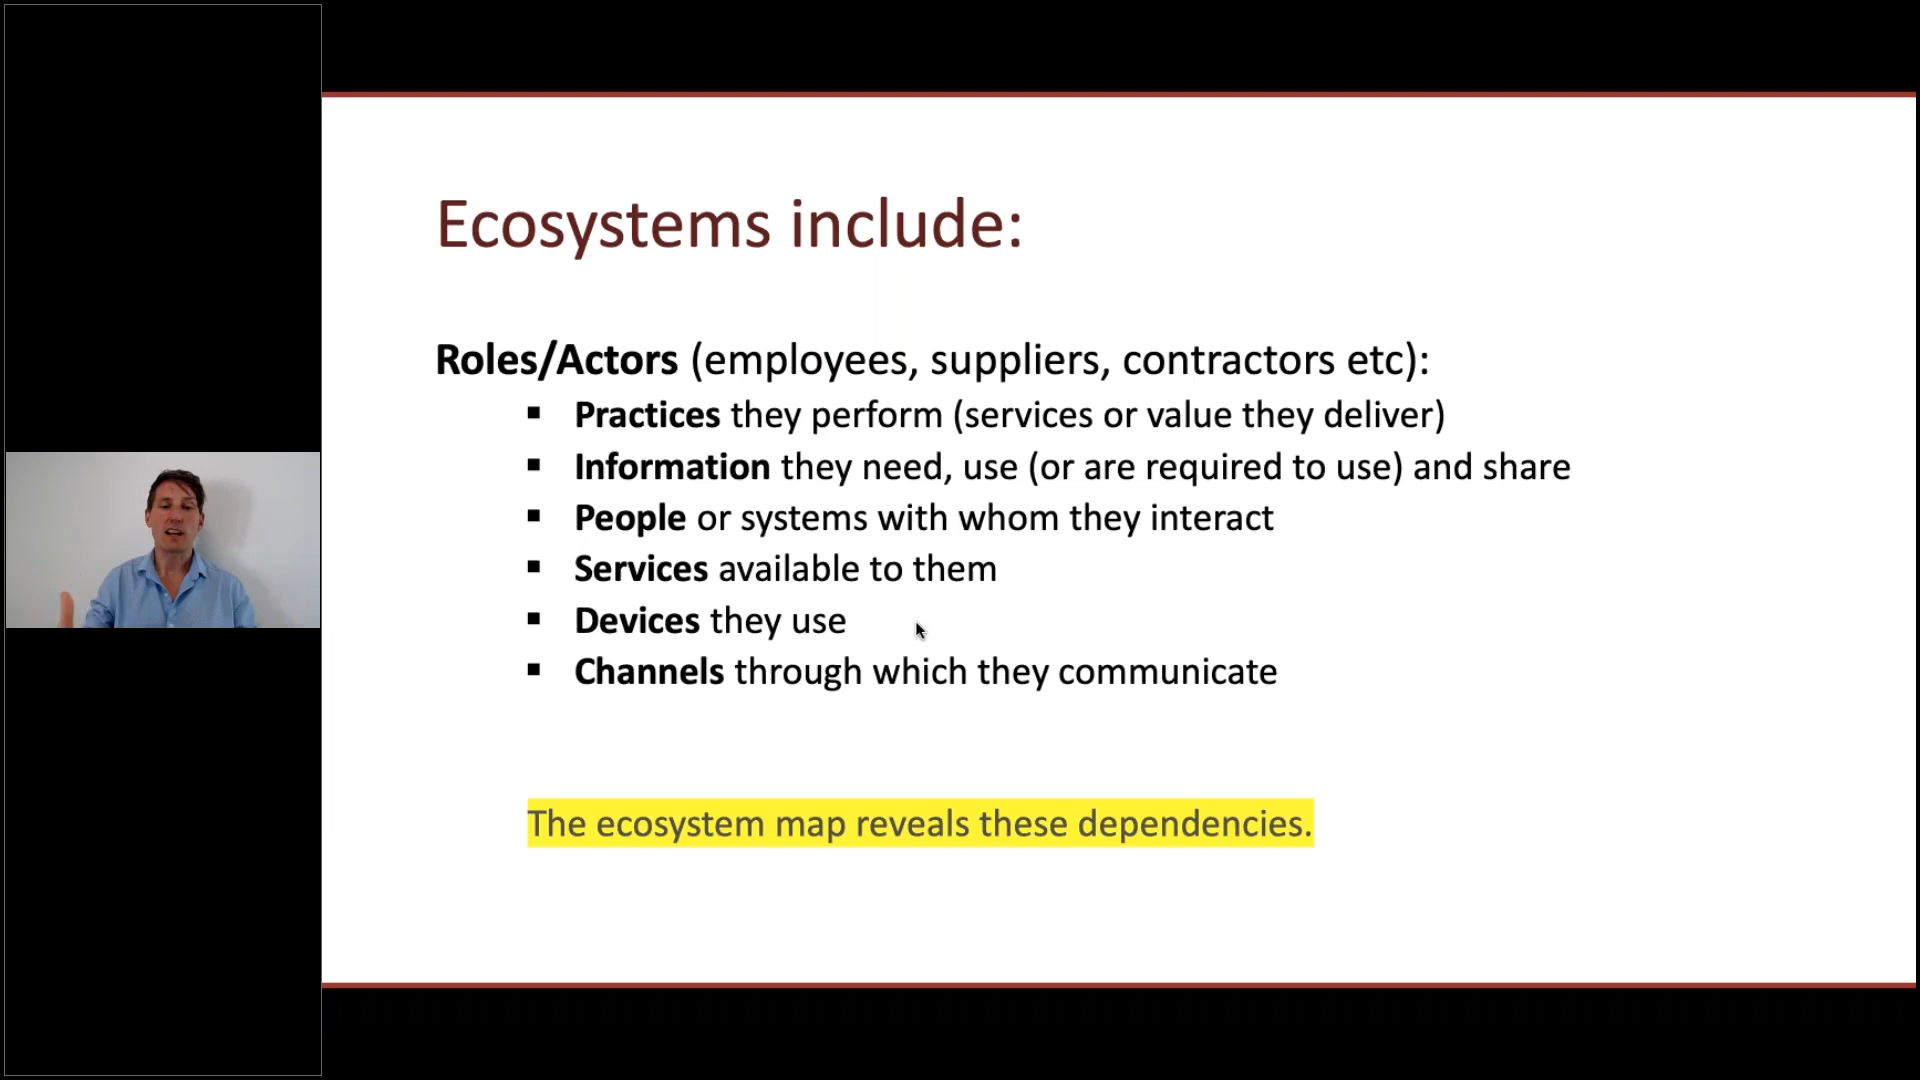 Ecosystems include:
Roles/Actors (employees, suppliers, contractors etc):
▪ Practices they perform (services or value they deliver)
▪ Information they need, use (or are required to use) and share
▪ People or systems with whom they interact
▪ Services available to them
▪ Devices they use
▪ Channels through which they communicate
The ecosystem map reveals these dependencies.